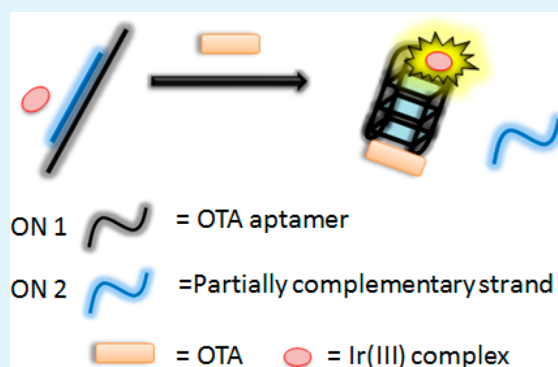 ON 1 = OTA aptamer
ON 2 =Partially complementary strand
= OTA = Ir(III) complex